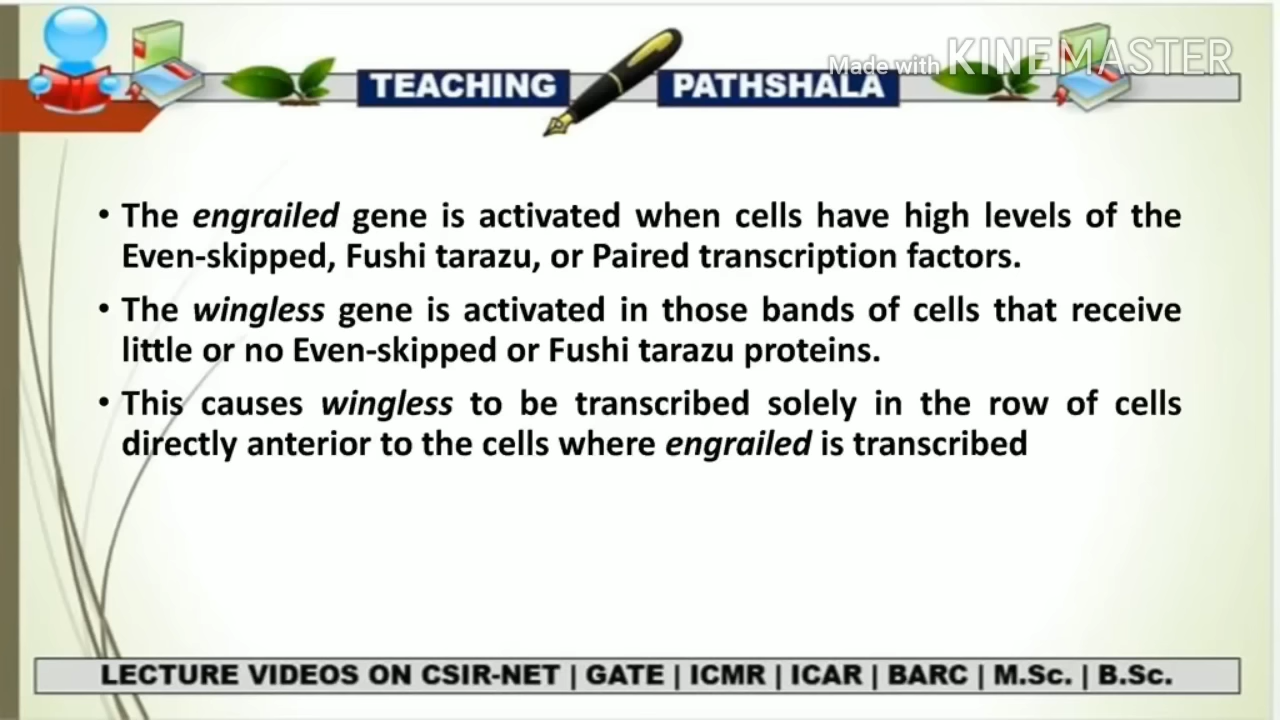 Made with KINEMASTER
TEACHING PATHSHALA
• The engrailed gene is activated when cells have high levels of the
Even-skipped, Fushi tarazu, or Paired transcription factors.
• The wingless gene is activated in those bands of cells that receive
little or no Even-skipped or Fushi tarazu proteins.
• This causes wingless to be transcribed solely in the row of cells
directly anterior to the cells where engrailed is transcribed
LECTURE VIDEOS ON CSIR-NET | GATE | ICMR | ICAR | BARC | M.Sc. | B.Sc.